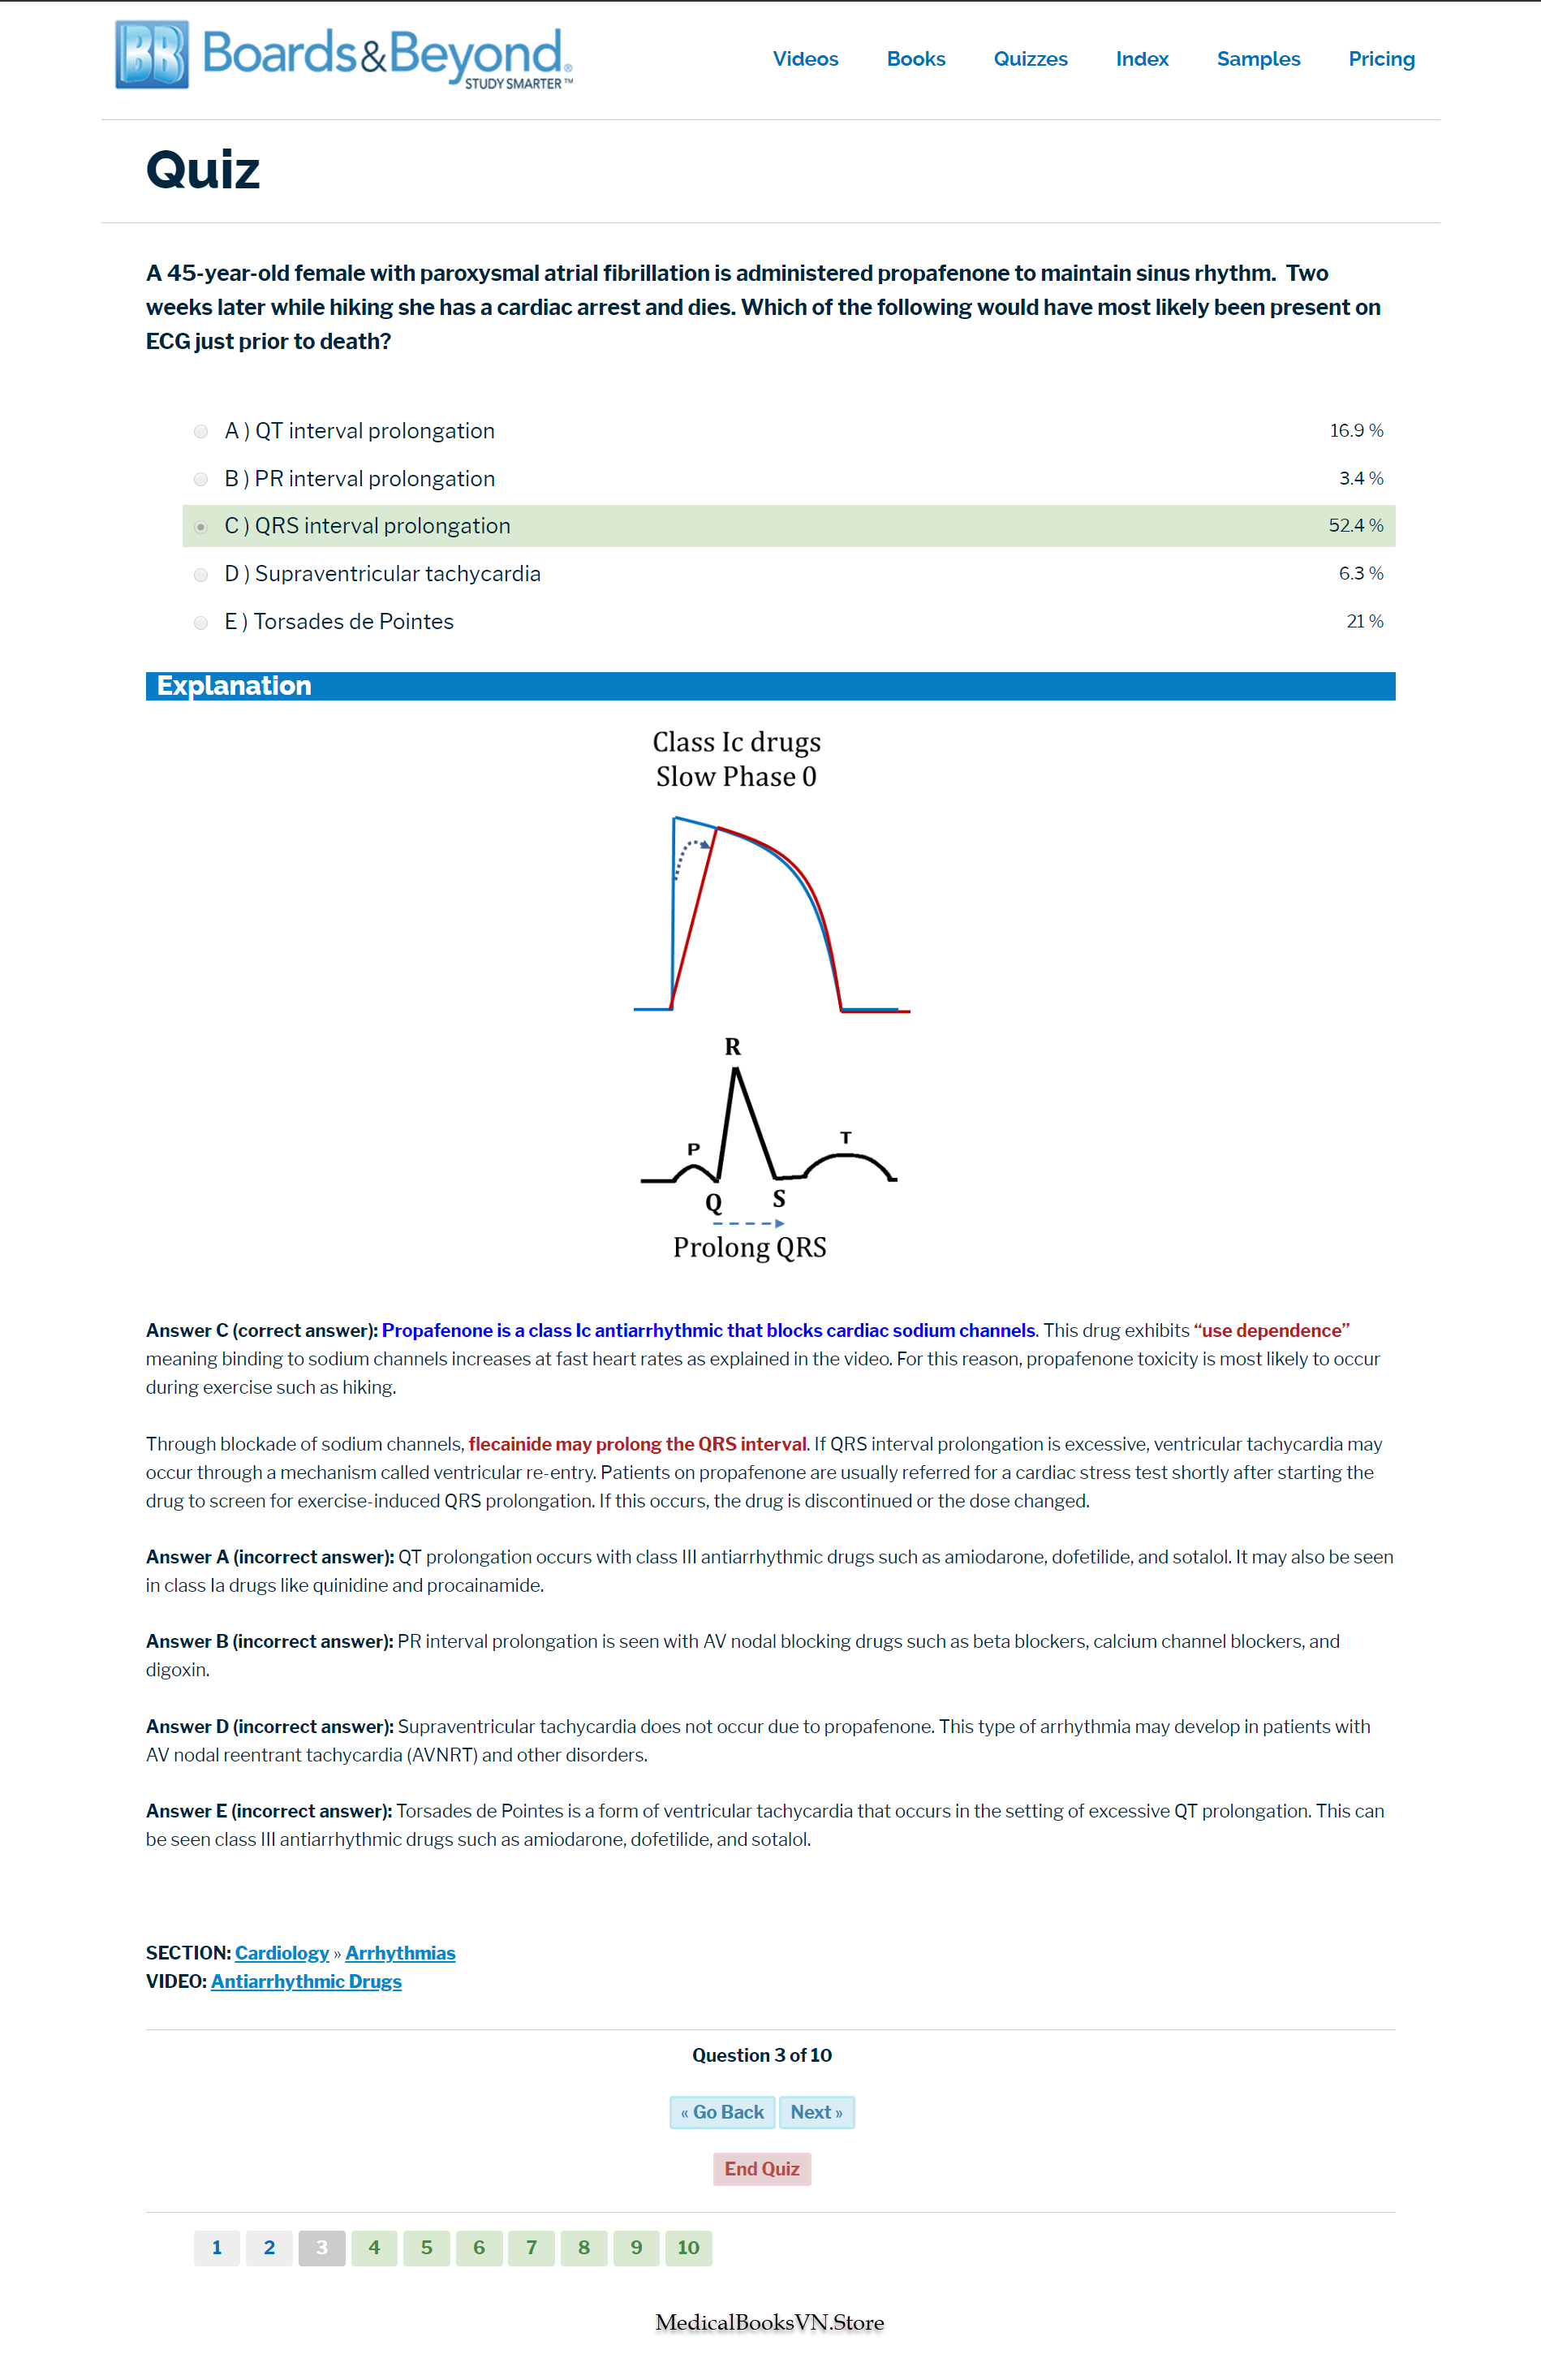 BB Boards&Beyond®
STUDY SMARTER™
Videos Books Quizzes Index Samples Pricing
Quiz
A 45-year-old female with paroxysmal atrial fibrillation is administered propafenone to maintain sinus rhythm. Two
weeks later while hiking she has a cardiac arrest and dies. Which of the following would have most likely been present on
ECG just prior to death?
A ) QT interval prolongation 16.9 %
B ) PR interval prolongation 3.4 %
C ) QRS interval prolongation 52.4 %
D ) Supraventricular tachycardia 6.3 %
E ) Torsades de Pointes 21 %
Explanation
Class Ic drugs
Slow Phase 0
R
P
T
Q
S
Prolong QRS
Answer C (correct answer): Propafenone is a class Ic antiarrhythmic that blocks cardiac sodium channels. This drug exhibits “use dependence”
meaning binding to sodium channels increases at fast heart rates as explained in the video. For this reason, propafenone toxicity is most likely to occur
during exercise such as hiking.
Through blockade of sodium channels, flecainide may prolong the QRS interval. If QRS interval prolongation is excessive, ventricular tachycardia may
occur through a mechanism called ventricular re-entry. Patients on propafenone are usually referred for a cardiac stress test shortly after starting the
drug to screen for exercise-induced QRS prolongation. If this occurs, the drug is discontinued or the dose changed.
Answer A (incorrect answer): QT prolongation occurs with class III antiarrhythmic drugs such as amiodarone, dofetilide, and sotalol. It may also be seen
in class Ia drugs like quinidine and procainamide.
Answer B (incorrect answer): PR interval prolongation is seen with AV nodal blocking drugs such as beta blockers, calcium channel blockers, and
digoxin.
Answer D (incorrect answer): Supraventricular tachycardia does not occur due to propafenone. This type of arrhythmia may develop in patients with
AV nodal reentrant tachycardia (AVNRT) and other disorders.
Answer E (incorrect answer): Torsades de Pointes is a form of ventricular tachycardia that occurs in the setting of excessive QT prolongation. This can
be seen class III antiarrhythmic drugs such as amiodarone, dofetilide, and sotalol.
SECTION: Cardiology » Arrhythmias
VIDEO: Antiarrhythmic Drugs
Question 3 of 10
« Go Back Next »
End Quiz
1 2 3 4 5 6 7 8 9 10
MedicalBooksVN.Store